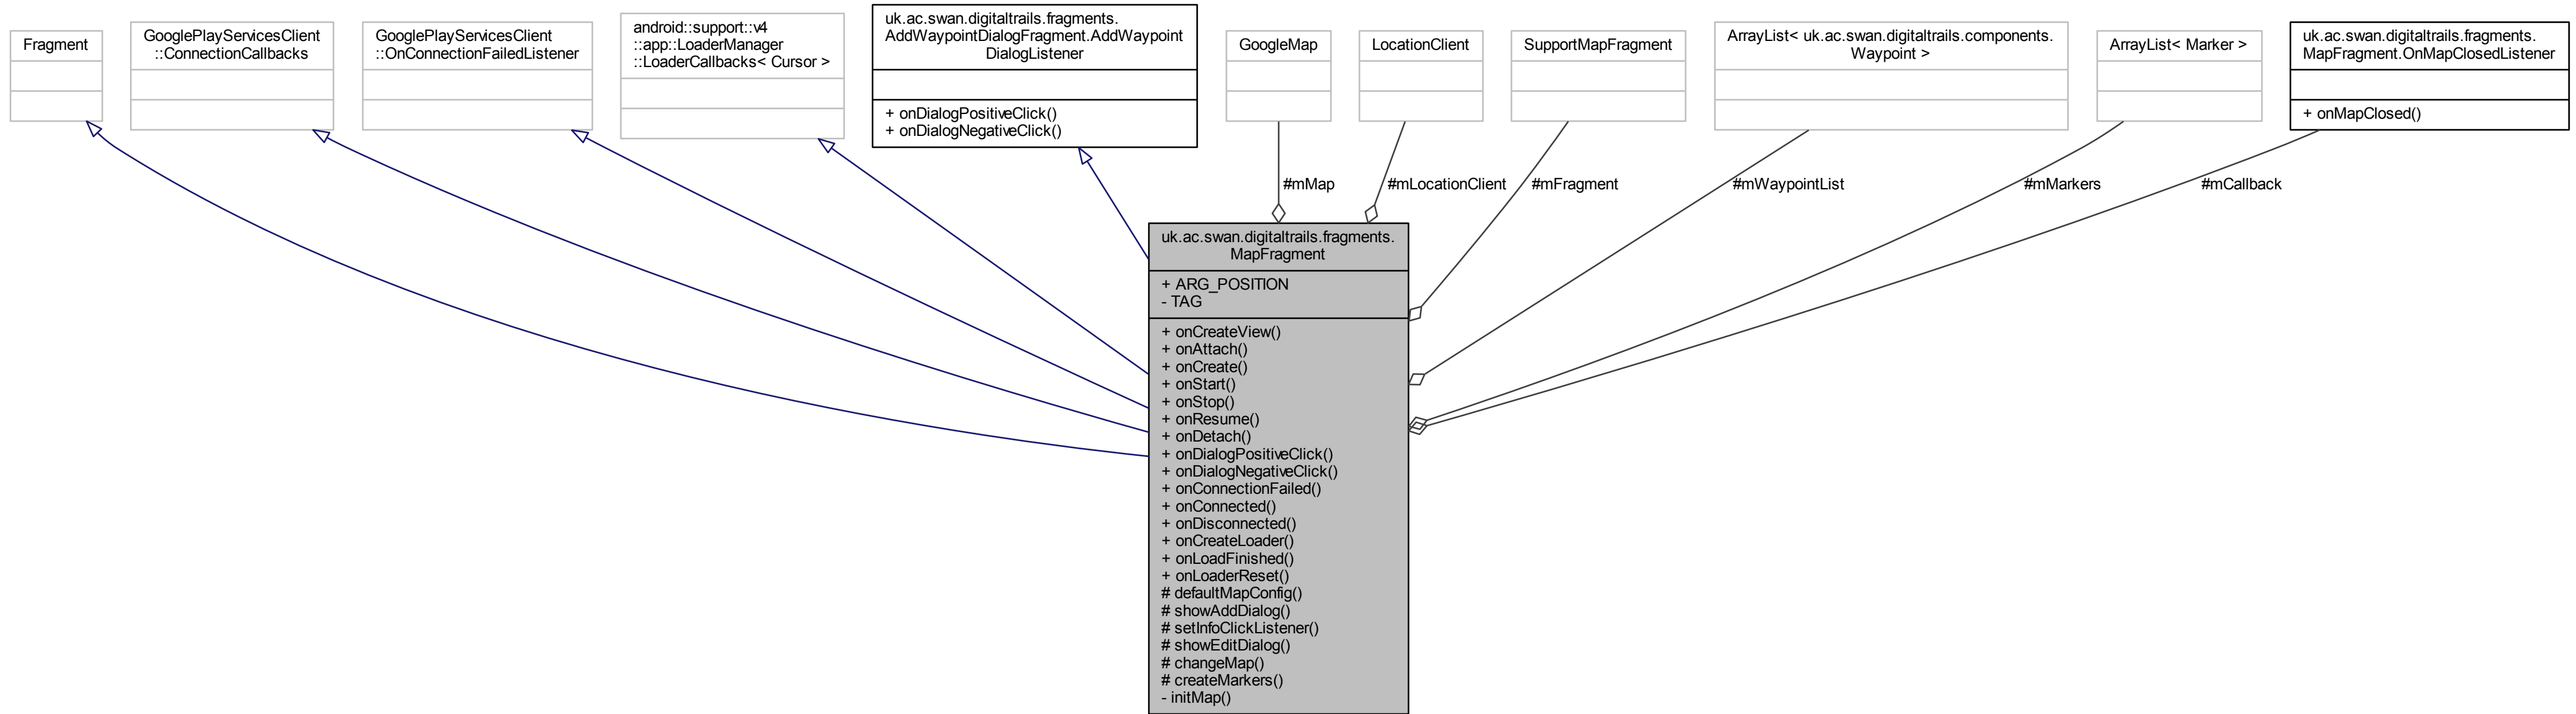 Fragment
GooglePlayServicesClient
::ConnectionCallbacks
GooglePlayServicesClient
::OnConnectionFailedListener
android::support::v4
::app::LoaderManager
::LoaderCallbacks< Cursor >
uk.ac.swan.digitaltrails.fragments.
AddWaypointDialogFragment.AddWaypoint
DialogListener
+ onDialogPositiveClick()
+ onDialogNegativeClick()
GoogleMap
LocationClient
SupportMapFragment
ArrayList< uk.ac.swan.digitaltrails.components.
Waypoint >
ArrayList< Marker >
uk.ac.swan.digitaltrails.fragments.
MapFragment.OnMapClosedListener
+ onMapClosed()
#mMap
#mLocationClient
#mFragment
#mWaypointList
#mMarkers
#mCallback
uk.ac.swan.digitaltrails.fragments.
MapFragment
+ ARG_POSITION
- TAG
+ onCreateView()
+ onAttach()
+ onCreate()
+ onStart()
+ onStop()
+ onResume()
+ onDetach()
+ onDialogPositiveClick()
+ onDialogNegativeClick()
+ onConnectionFailed()
+ onConnected()
+ onDisconnected()
+ onCreateLoader()
+ onLoadFinished()
+ onLoaderReset()
# defaultMapConfig()
# showAddDialog()
# setInfoClickListener()
# showEditDialog()
# changeMap()
# createMarkers()
- initMap()